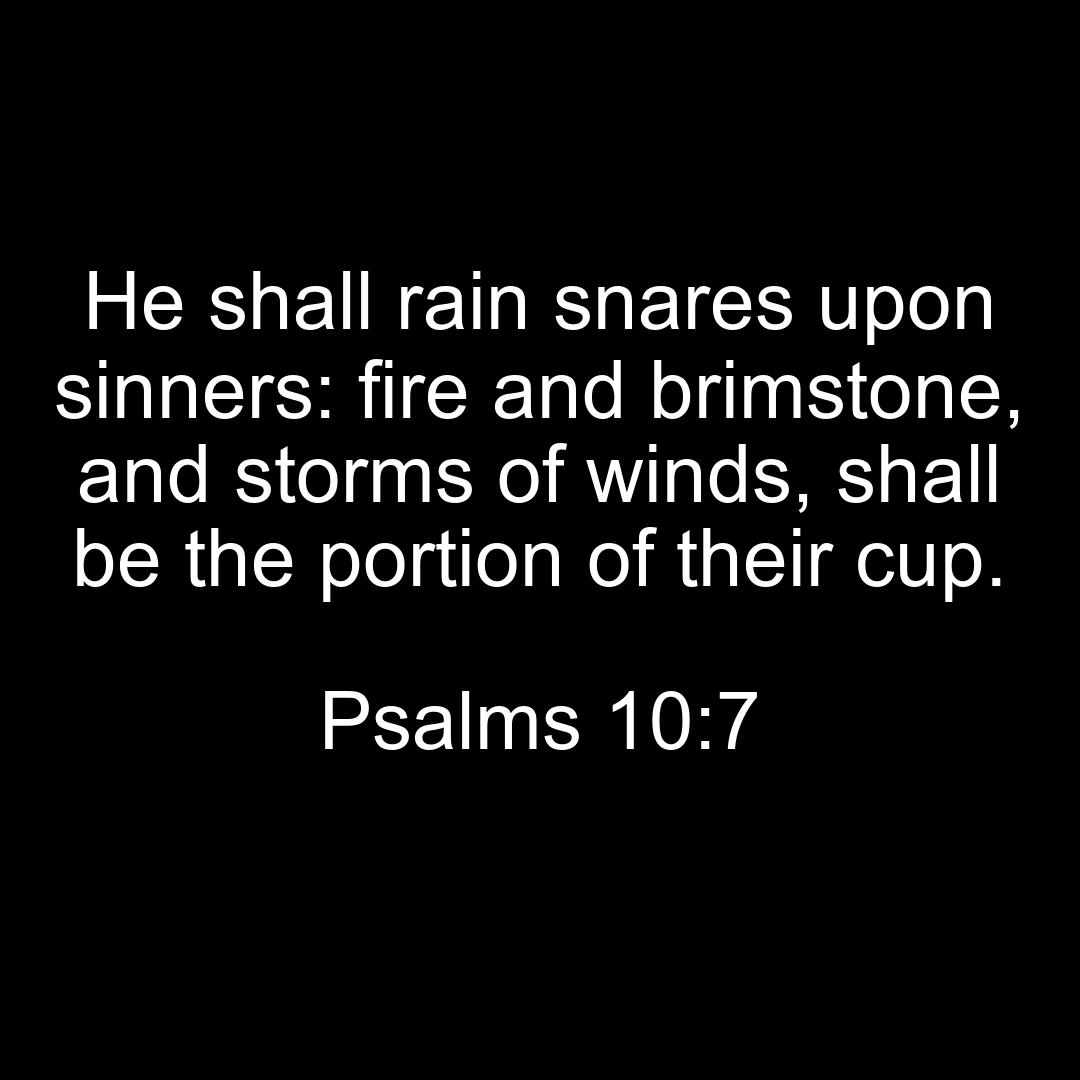 He shall rain snares upon
sinners: fire and brimstone,
and storms of winds, shall
be the portion of their cup.
Psalms 10:7